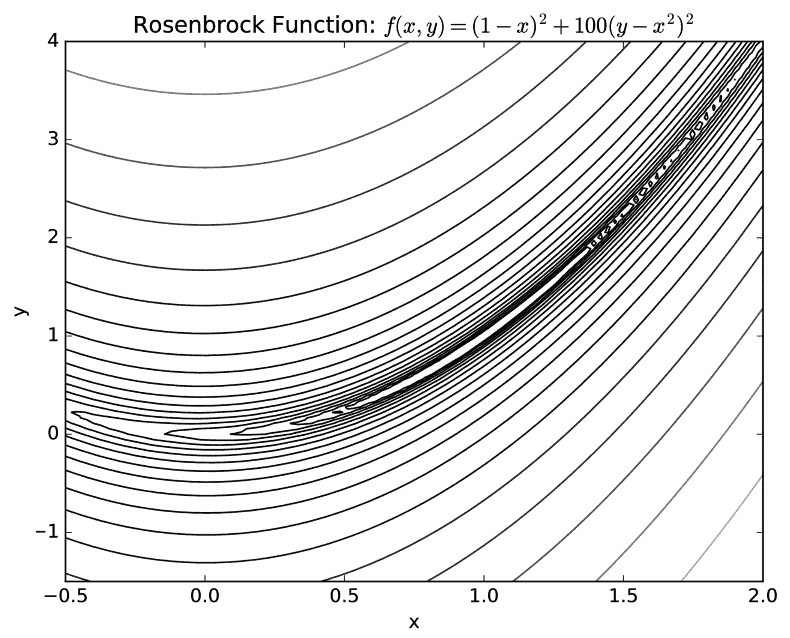 Rosenbrock Function: f(x, y) = (1 − x)² + 100(y − x²)²
4
3
2
1
0
−1
y
−0.5 0.0 0.5 1.0 1.5 2.0
x